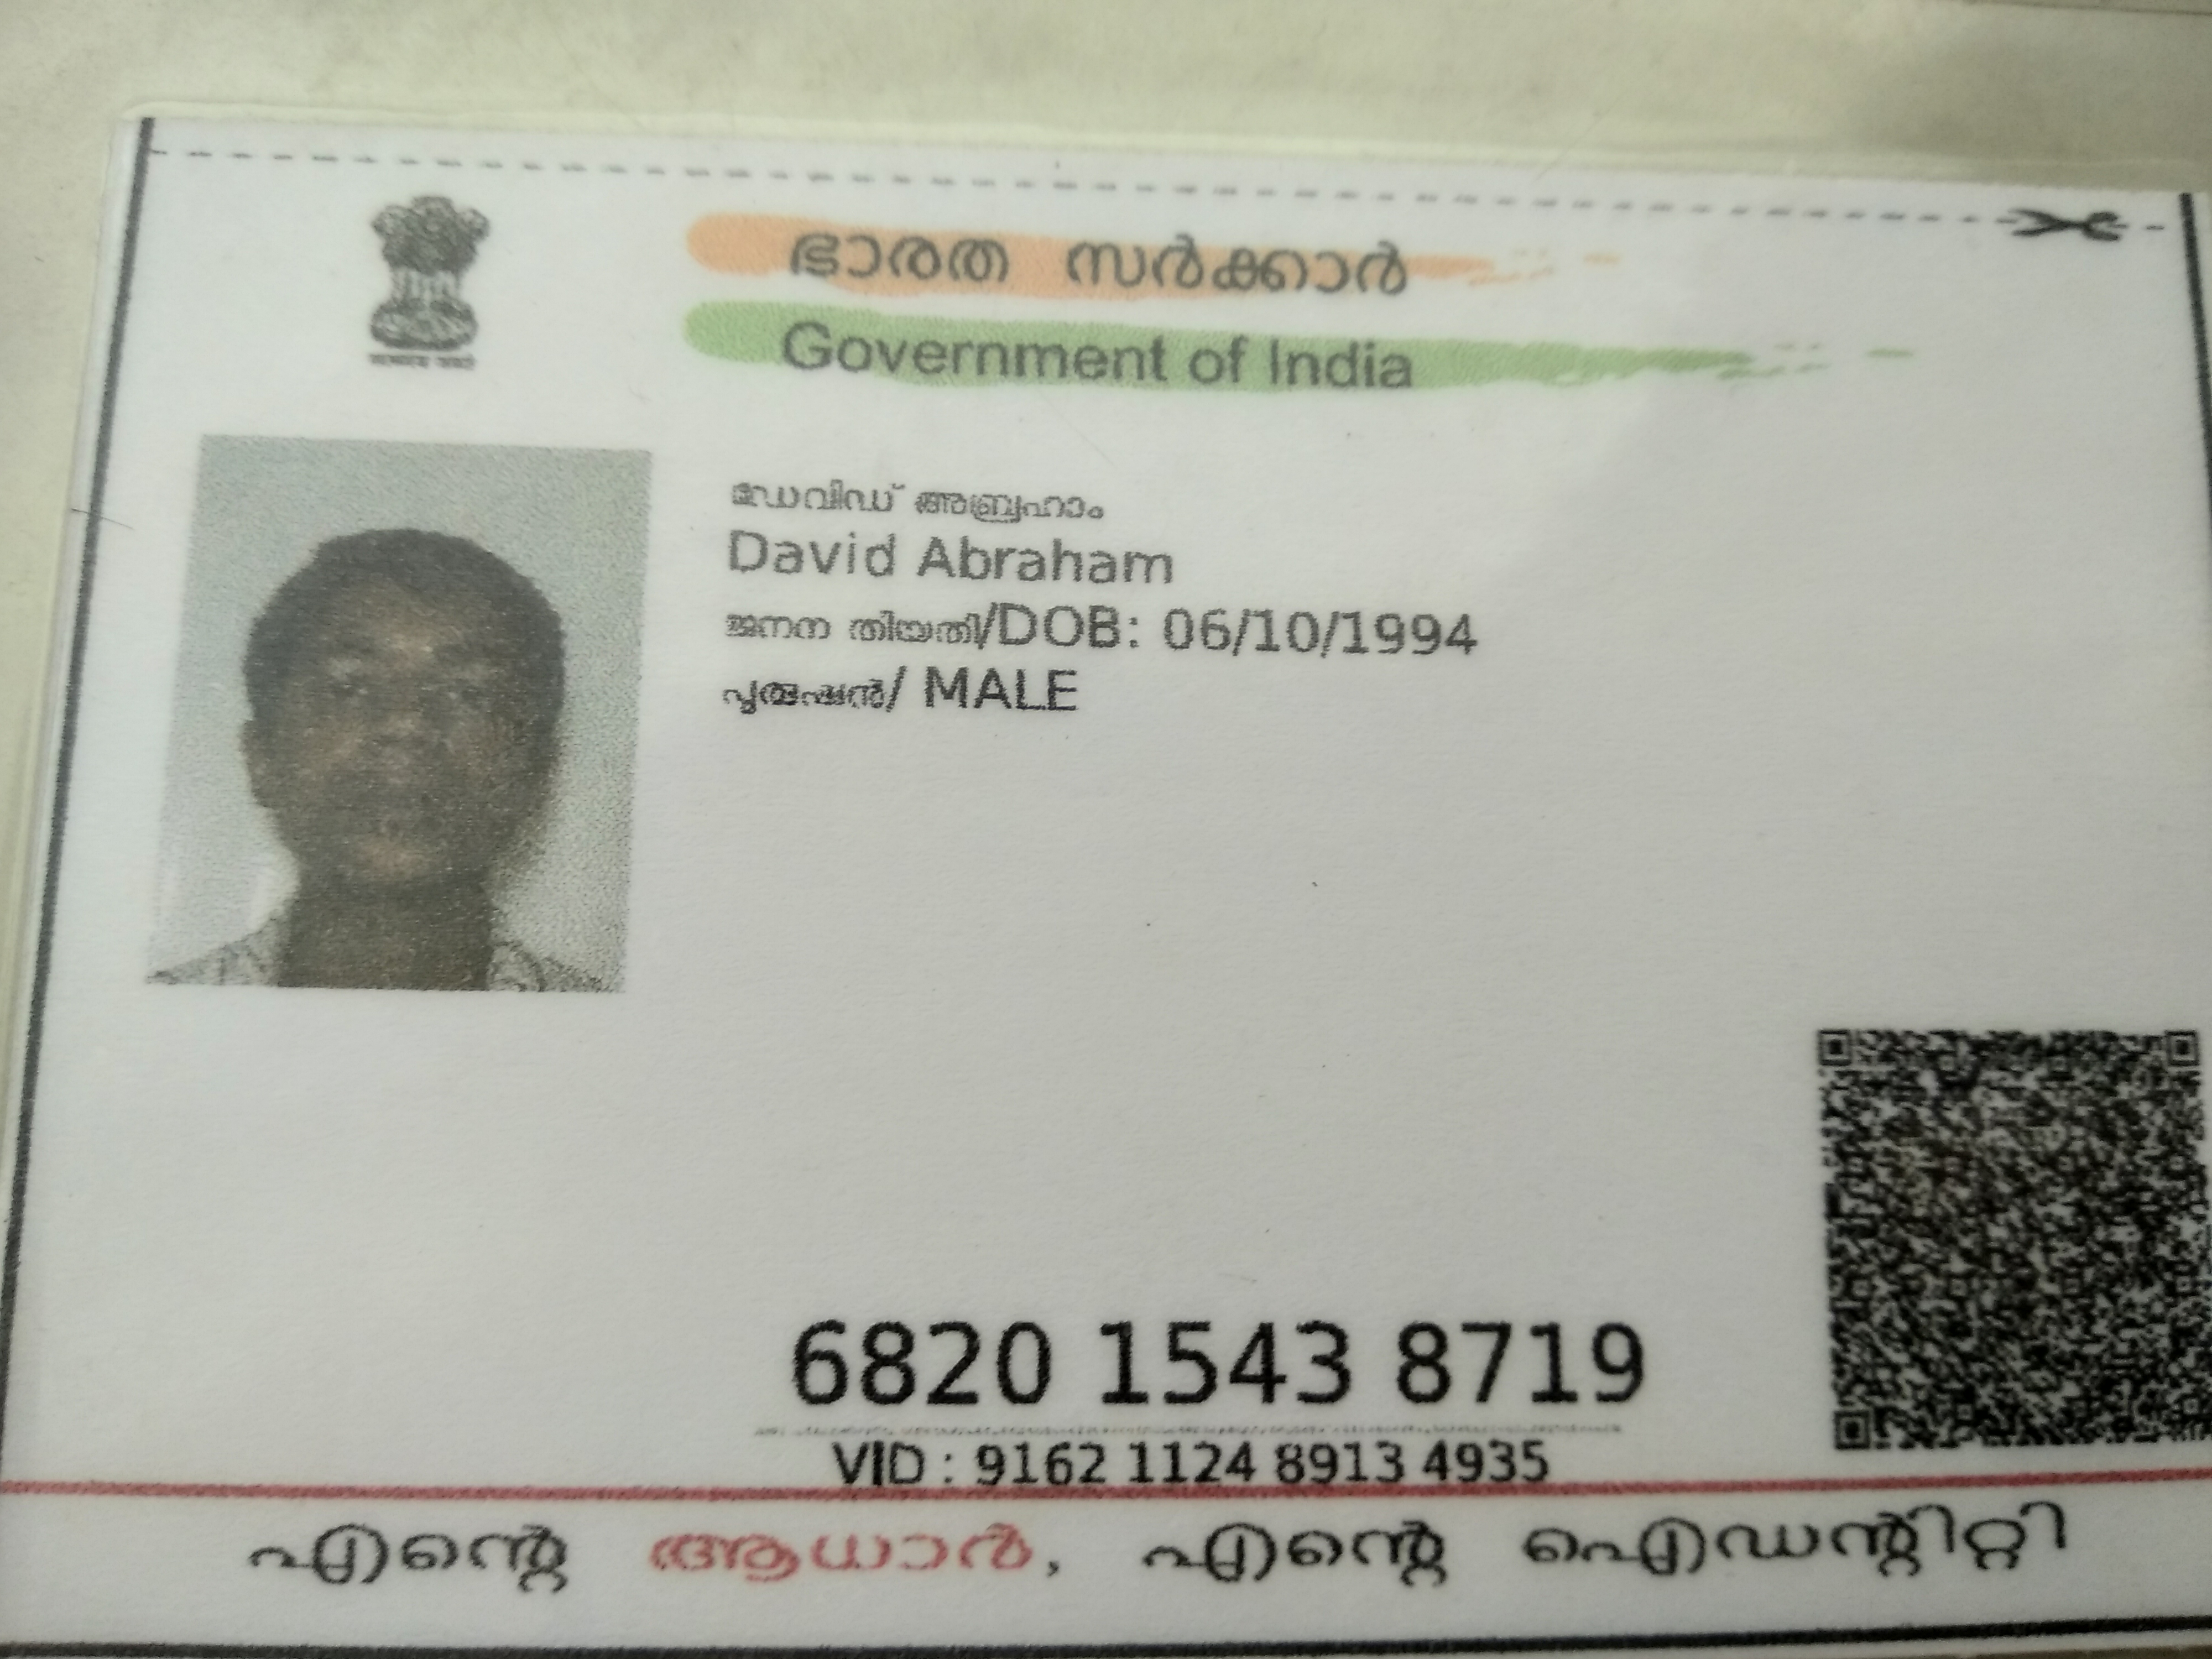 ഭാരത സർക്കാർ
Government of India
ഡേവിഡ് അബ്രഹാം
David Abraham
ജനന തിയതി/DOB: 06/10/1994
പുരുഷൻ/ MALE
6820 1543 8719
VID : 9162 1124 8913 4935
എന്റെ ആധാർ, എന്റെ ഐഡന്റിറ്റി